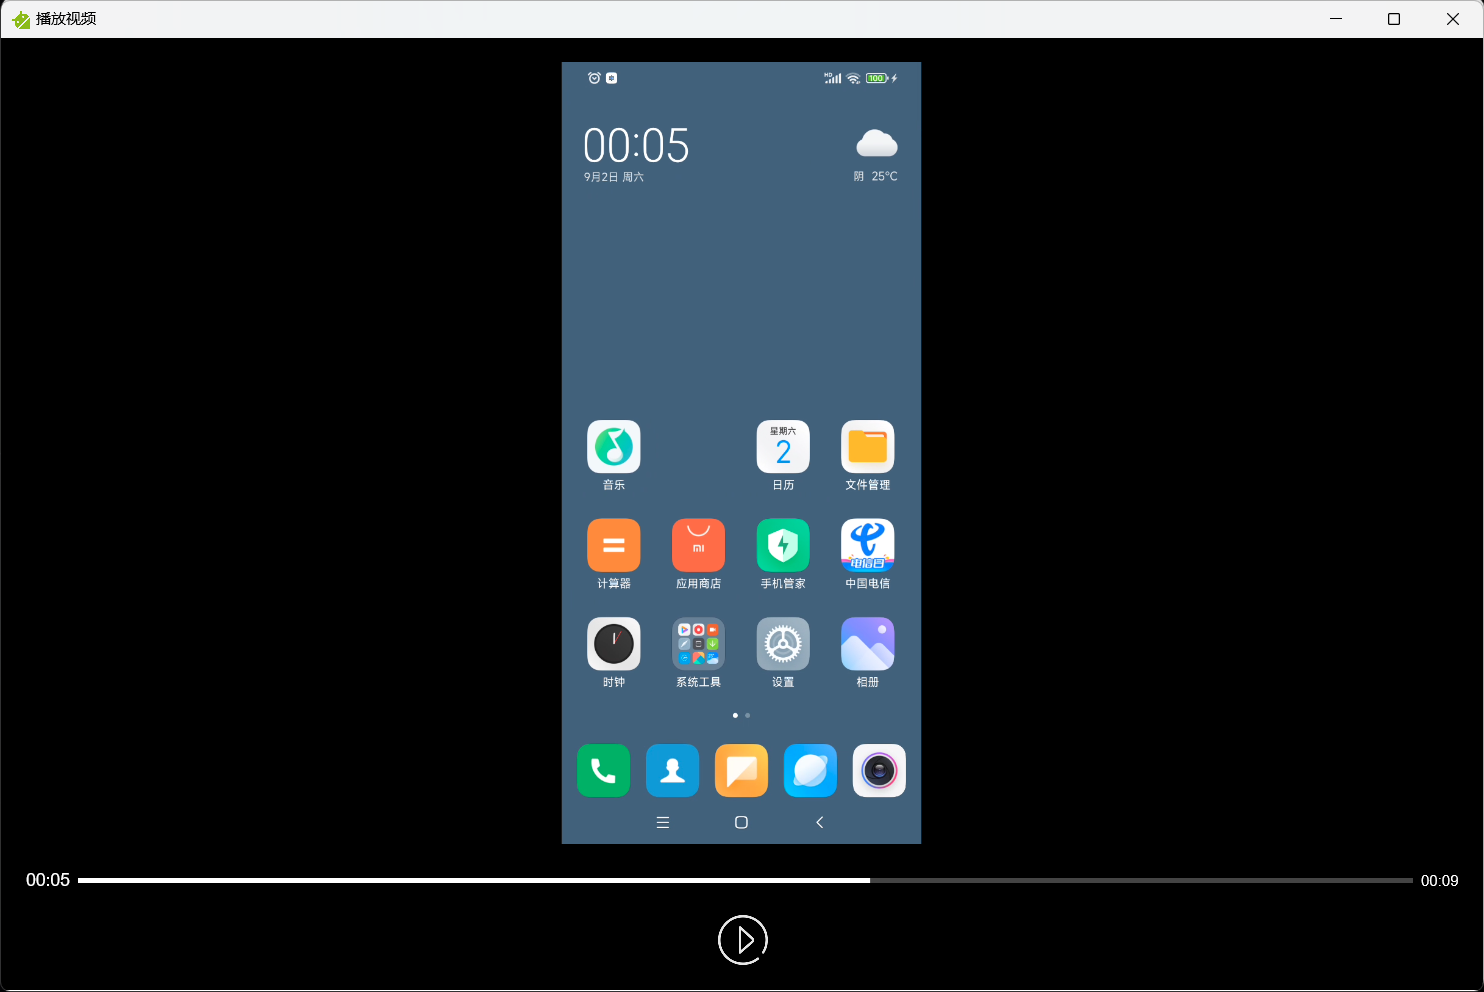 播放视频
HD
100
00:05
9月2日 周六
阴 25°C
星期六
2
音乐
日历
文件管理
mi
电信
计算器
应用商店
手机管家
中国电信
时钟
系统工具
设置
相册
00:05
00:09